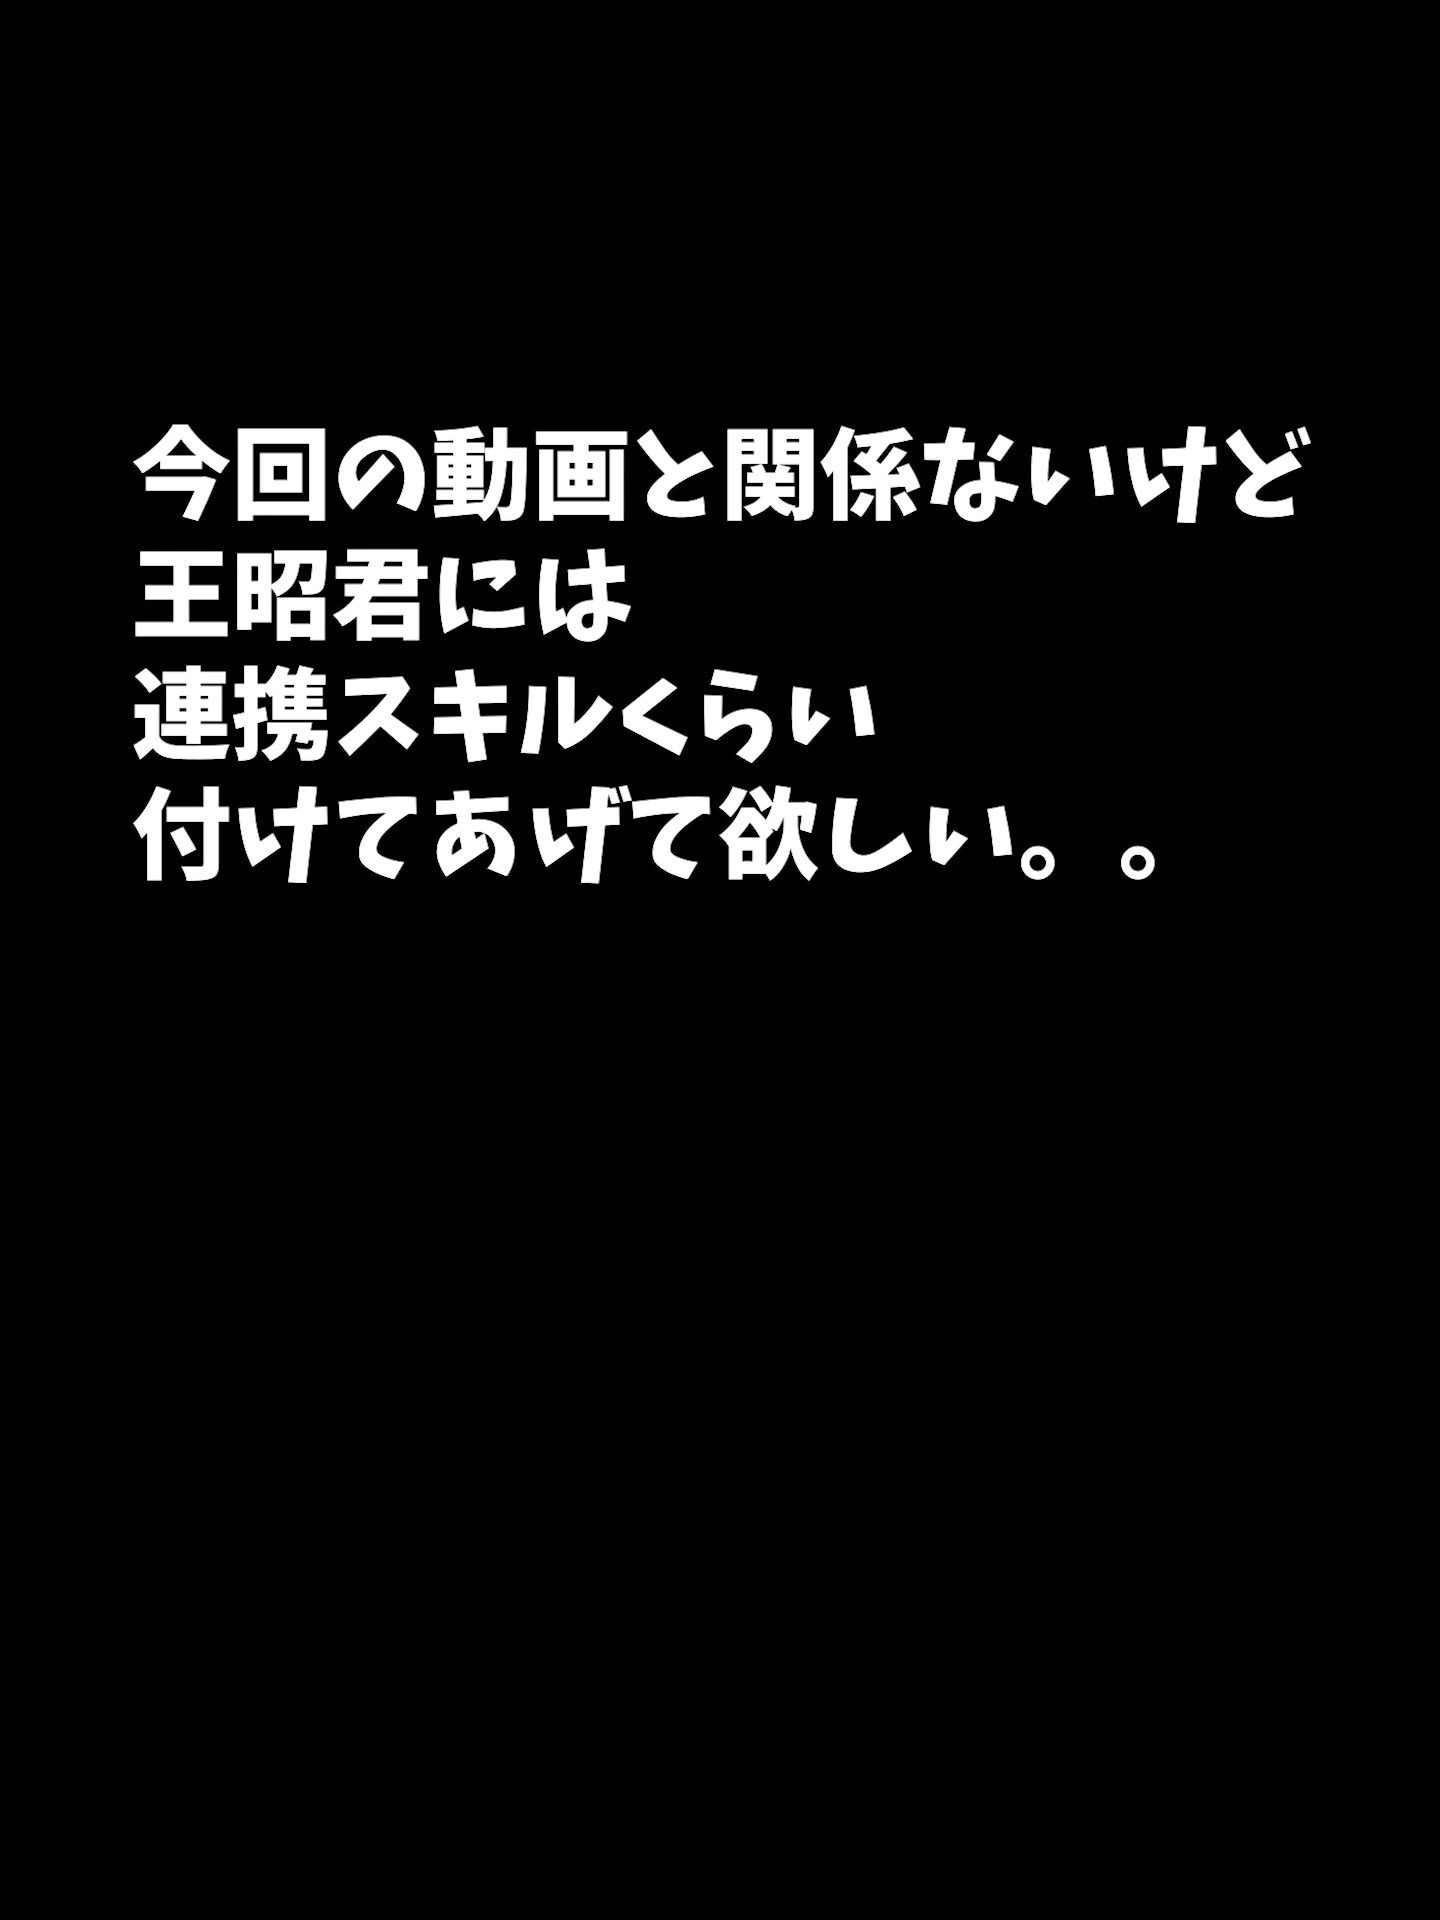 今回の動画と関係ないけど
王昭君には
連携スキルくらい
付けてあげて欲しい。。